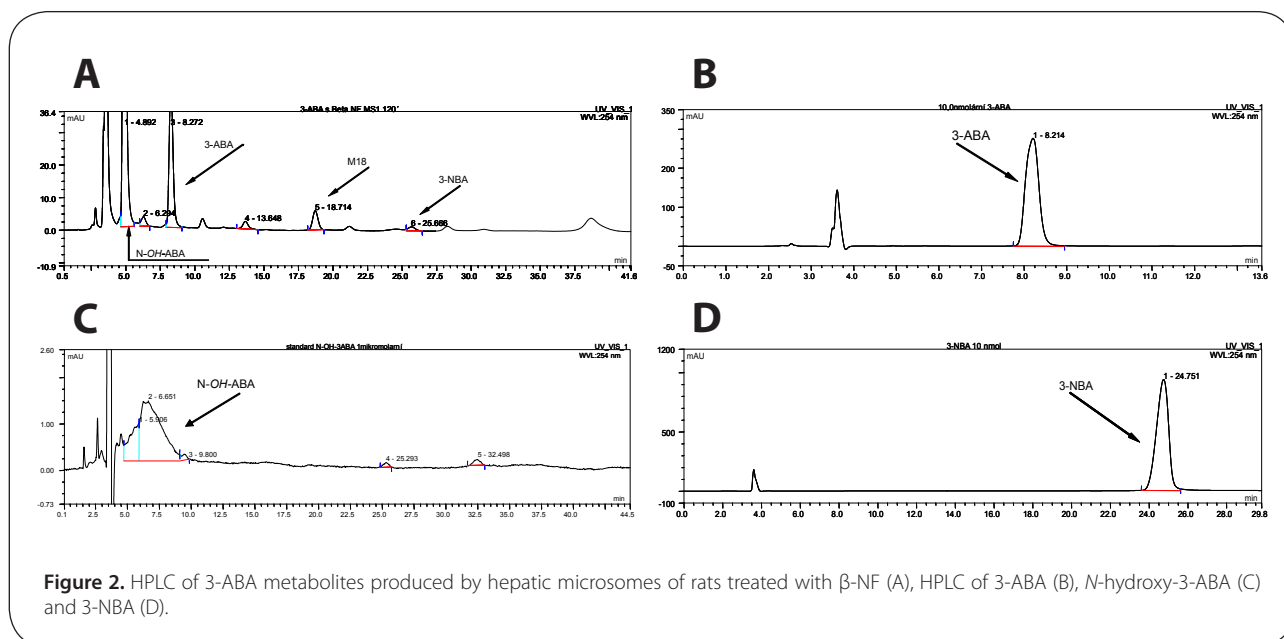 A
3-ABA s Beta NF MS1 120´
UV_VIS_1
WVL:254 nm
mAU
36.4
20.0
10.0
0.0
-10.9
1 - 4.892
3 - 8.272
3-ABA
M18
3-NBA
2 - 6.294
4 - 13.648
5 - 18.714
N-OH-ABA
min
0.5 5.0 7.5 10.0 12.5 15.0 17.5 20.0 22.5 25.0 27.5 30.0 32.5 35.0 37.5 41.6
B
10,0nmolární 3-ABA
UV_VIS_1
WVL:254 nm
mAU
350
200
100
0
-50
3-ABA
1 - 8.214
min
0.0 1.0 2.0 3.0 4.0 5.0 6.0 7.0 8.0 9.0 10.0 11.0 12.0 13.6
C
standard N-OH-3ABA 1mikromolarní
UV_VIS_1
WVL:254 nm
mAU
2.60
1.00
0.00
-0.73
N-OH-ABA
2 - 6.651
1 - 5.906
3 - 9.800
4 - 25.293
5 - 32.498
min
0.1 2.5 5.0 7.5 10.0 12.5 15.0 17.5 20.0 22.5 25.0 27.5 30.0 32.5 35.0 37.5 40.0 44.5
D
3-NBA 10 nmol
UV_VIS_1
WVL:254 nm
mAU
1200
500
0
-100
3-NBA
1 - 24.751
min
0.0 2.0 4.0 6.0 8.0 10.0 12.0 14.0 16.0 18.0 20.0 22.0 24.0 26.0 28.0 29.8
Figure 2. HPLC of 3-ABA metabolites produced by hepatic microsomes of rats treated with β-NF (A), HPLC of 3-ABA (B), N-hydroxy-3-ABA (C)
and 3-NBA (D).